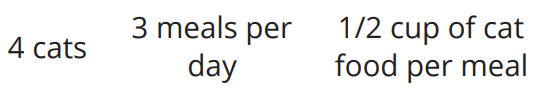 4 cats
3 meals per
day
1/2 cup of cat
food per meal